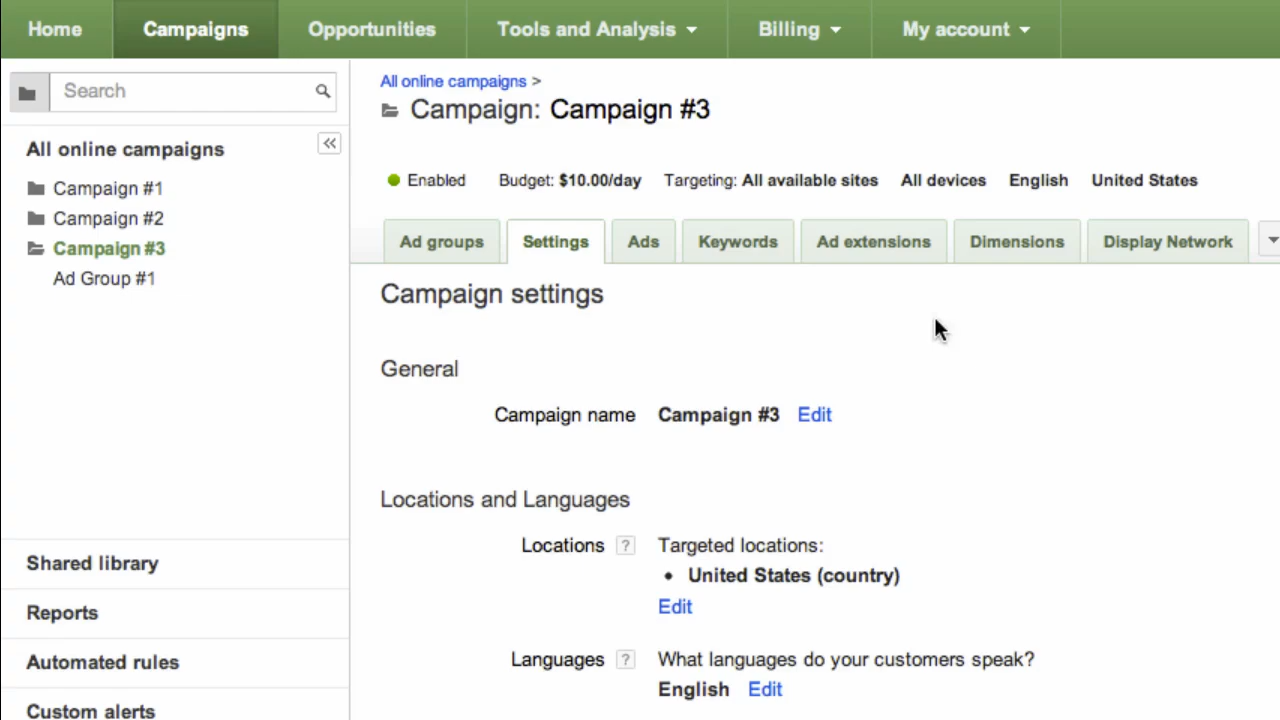 Home Campaigns Opportunities Tools and Analysis Billing My account
Search
All online campaigns
Campaign #1
Campaign #2
Campaign #3
Ad Group #1
Shared library
Reports
Automated rules
Custom alerts
All online campaigns >
Campaign: Campaign #3
Enabled Budget: $10.00/day Targeting: All available sites All devices English United States
Ad groups Settings Ads Keywords Ad extensions Dimensions Display Network
Campaign settings
General
Campaign name Campaign #3 Edit
Locations and Languages
Locations ? Targeted locations:
• United States (country)
Edit
Languages ? What languages do your customers speak?
English Edit